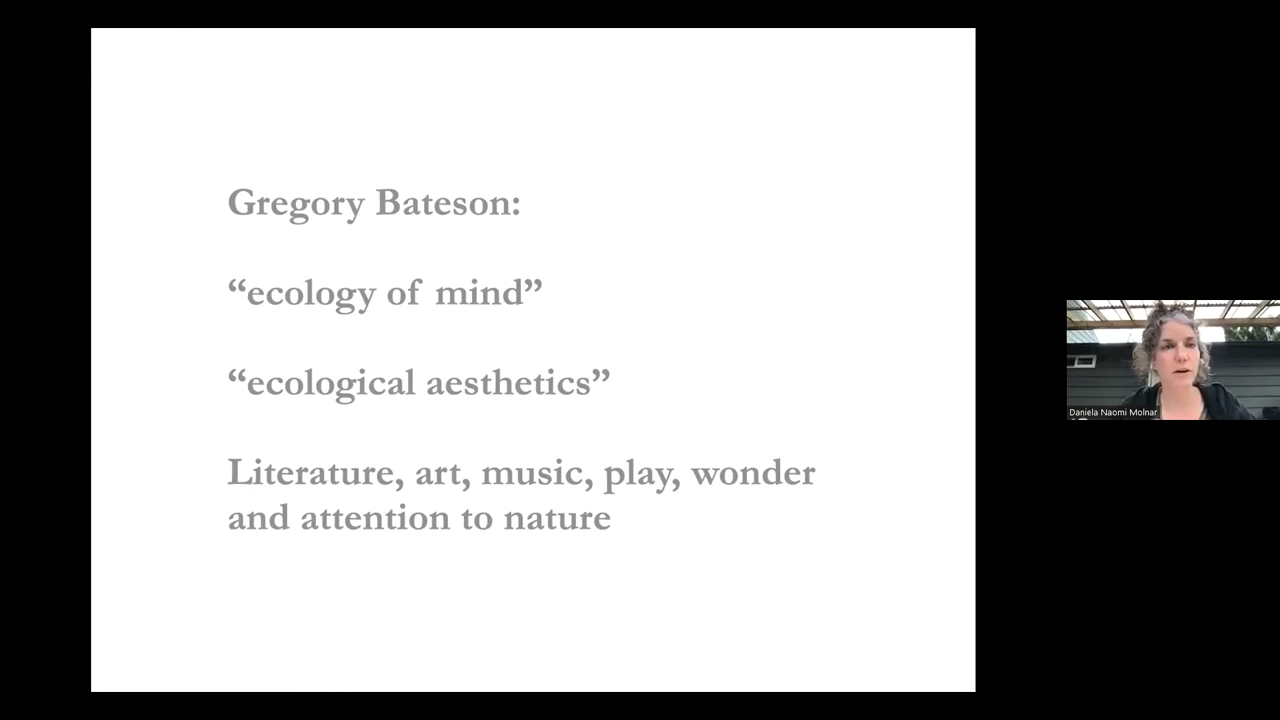 Gregory Bateson:
“ecology of mind”
“ecological aesthetics”
Literature, art, music, play, wonder
and attention to nature
Daniela Naomi Molnar